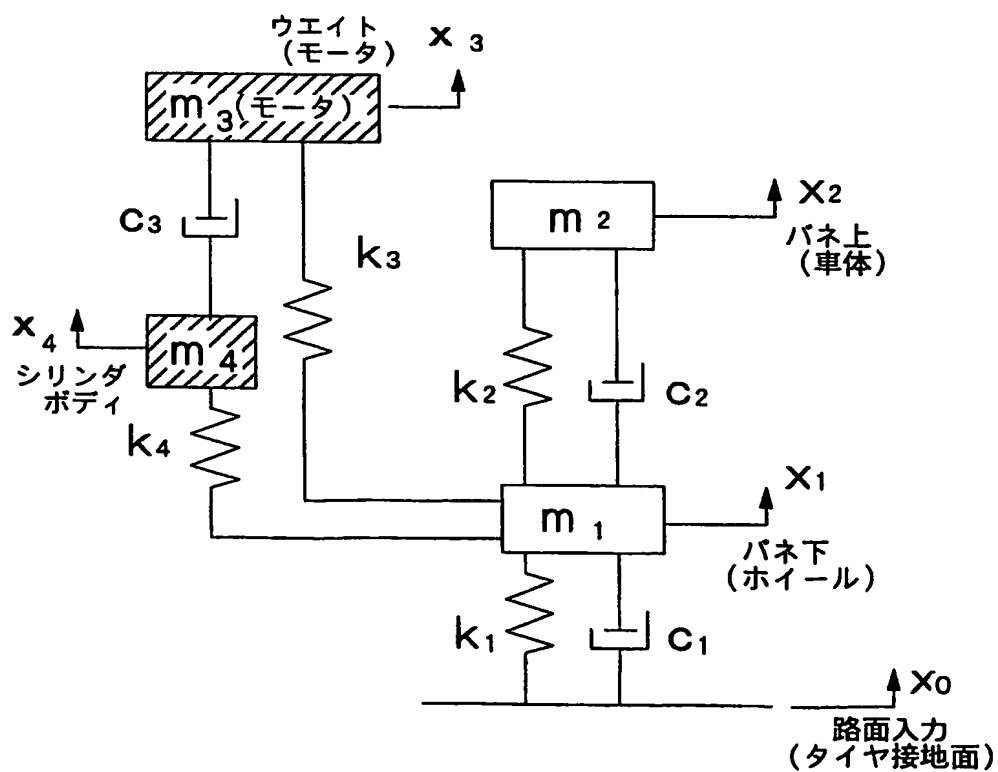 ウエイト
(モータ)
x 3
m 3(モータ)
c3
k3
x 4
シリンダ
ボディ
m 4
k4
m 2
x2
バネ上
(車体)
k2
c2
m 1
x1
バネ下
(ホイール)
k1
c1
x0
路面入力
(タイヤ接地面)